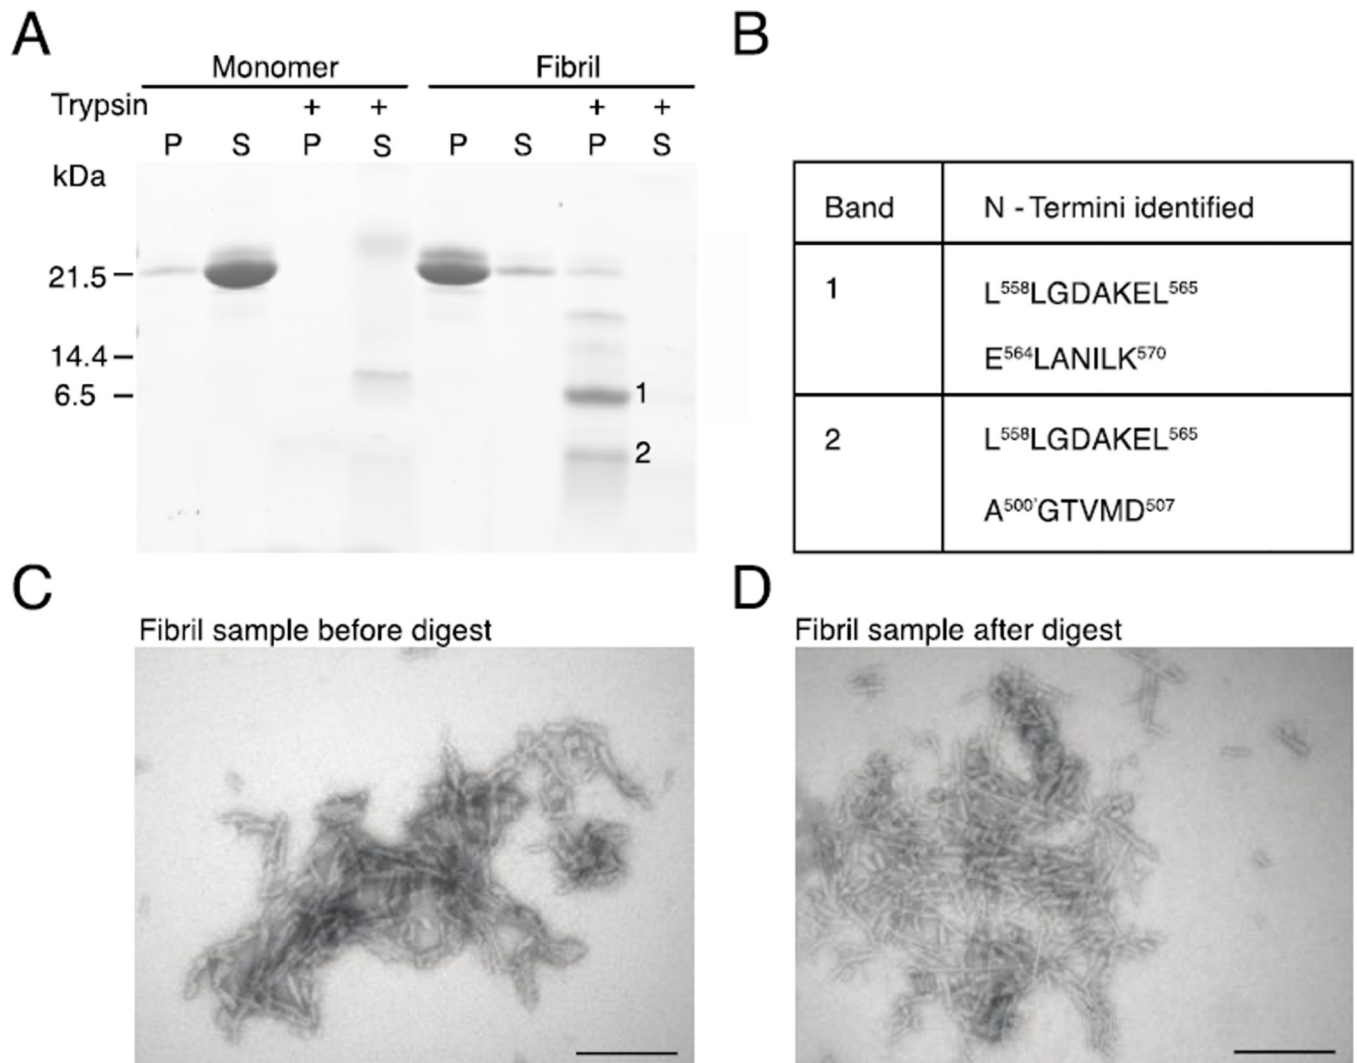 A
Monomer Fibril
Trypsin + + + +
P S P S P S P S
kDa
21.5
14.4
6.5
1
2
B
Band N - Termini identified
1 L⁵⁵⁸LGDAKEL⁵⁶⁵
E⁵⁶⁴LANILK⁵⁷⁰
2 L⁵⁵⁸LGDAKEL⁵⁶⁵
A⁵⁰⁰'GTVMD⁵⁰⁷
C
Fibril sample before digest
D
Fibril sample after digest